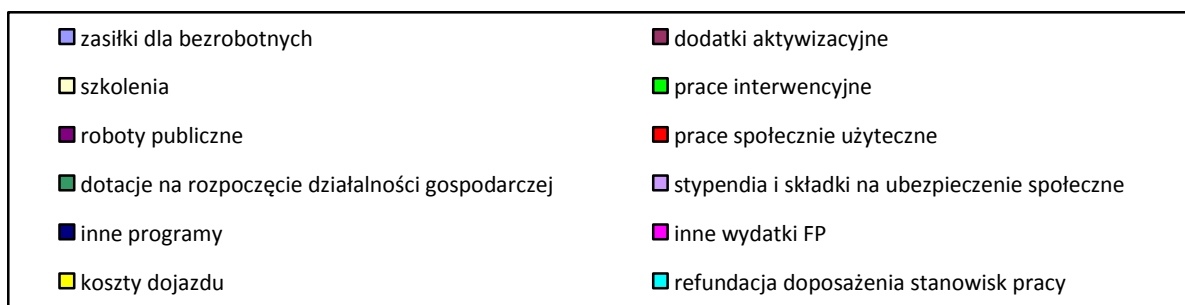 zasiłki dla bezrobotnych
dodatki aktywizacyjne
szkolenia
prace interwencyjne
roboty publiczne
prace społecznie użyteczne
dotacje na rozpoczęcie działalności gospodarczej
stypendia i składki na ubezpieczenie społeczne
inne programy
inne wydatki FP
koszty dojazdu
refundacja doposażenia stanowisk pracy